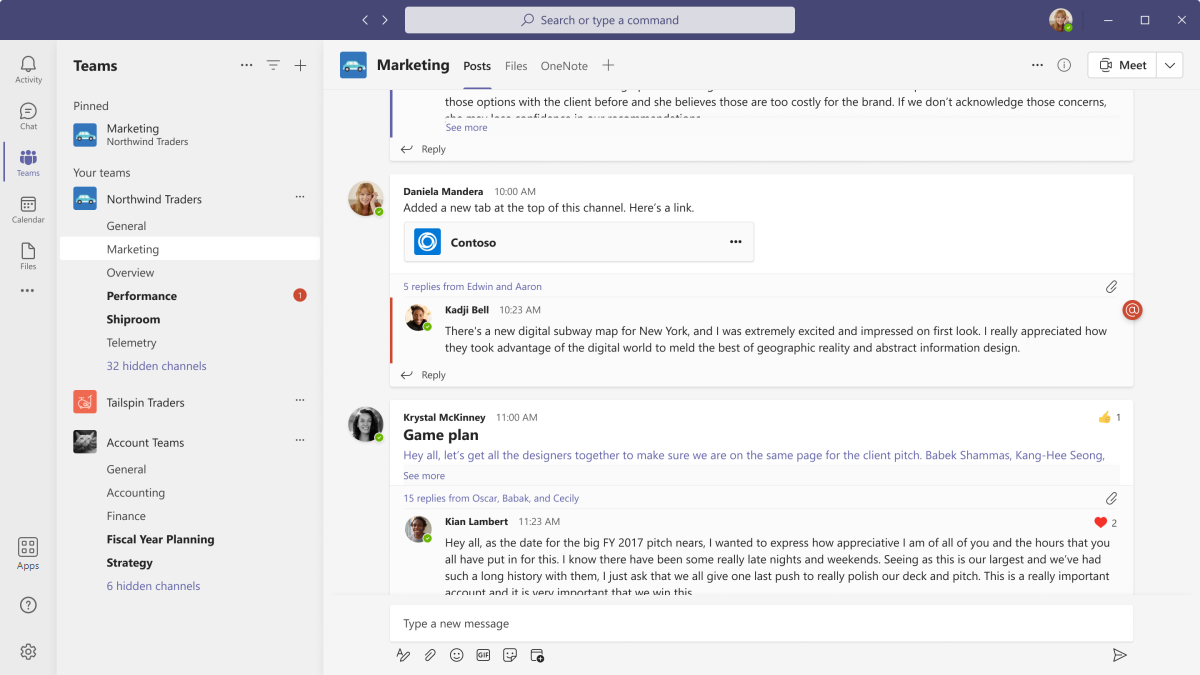 Search or type a command
Activity
Chat
Teams
Calendar
Files
Apps
Teams
Pinned
Marketing
Northwind Traders
Your teams
Northwind Traders
General
Marketing
Overview
Performance
1
Shiproom
Telemetry
32 hidden channels
Tailspin Traders
Account Teams
General
Accounting
Finance
Fiscal Year Planning
Strategy
6 hidden channels
Marketing Posts Files OneNote
Meet
those options with the client before and she believes those are too costly for the brand. If we don't acknowledge those concerns,
she may lose confidence in our recommendations.
See more
Reply
Daniela Mandera 10:00 AM
Added a new tab at the top of this channel. Here's a link.
Contoso
5 replies from Edwin and Aaron
Kadji Bell 10:23 AM
@
There's a new digital subway map for New York, and I was extremely excited and impressed on first look. I really appreciated how
they took advantage of the digital world to meld the best of geographic reality and abstract information design.
Reply
Krystal McKinney 11:00 AM
1
Game plan
Hey all, let's get all the designers together to make sure we are on the same page for the client pitch. Babek Shammas, Kang-Hee Seong,
See more
15 replies from Oscar, Babak, and Cecily
Kian Lambert 11:23 AM
2
Hey all, as the date for the big FY 2017 pitch nears, I wanted to express how appreciative I am of all of you and the hours that you
all have put in for this. I know there have been some really late nights and weekends. Seeing as this is our largest and we've had
such a long history with them, I just ask that we all give one last push to really polish our deck and pitch. This is a really important
account and it is very important that we win this
Type a new message
GIF